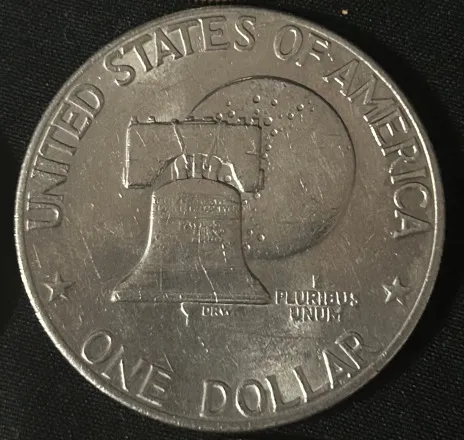 UNITED STATES OF AMERICA
E
PLURIBUS
UNUM
DRW
ONE DOLLAR